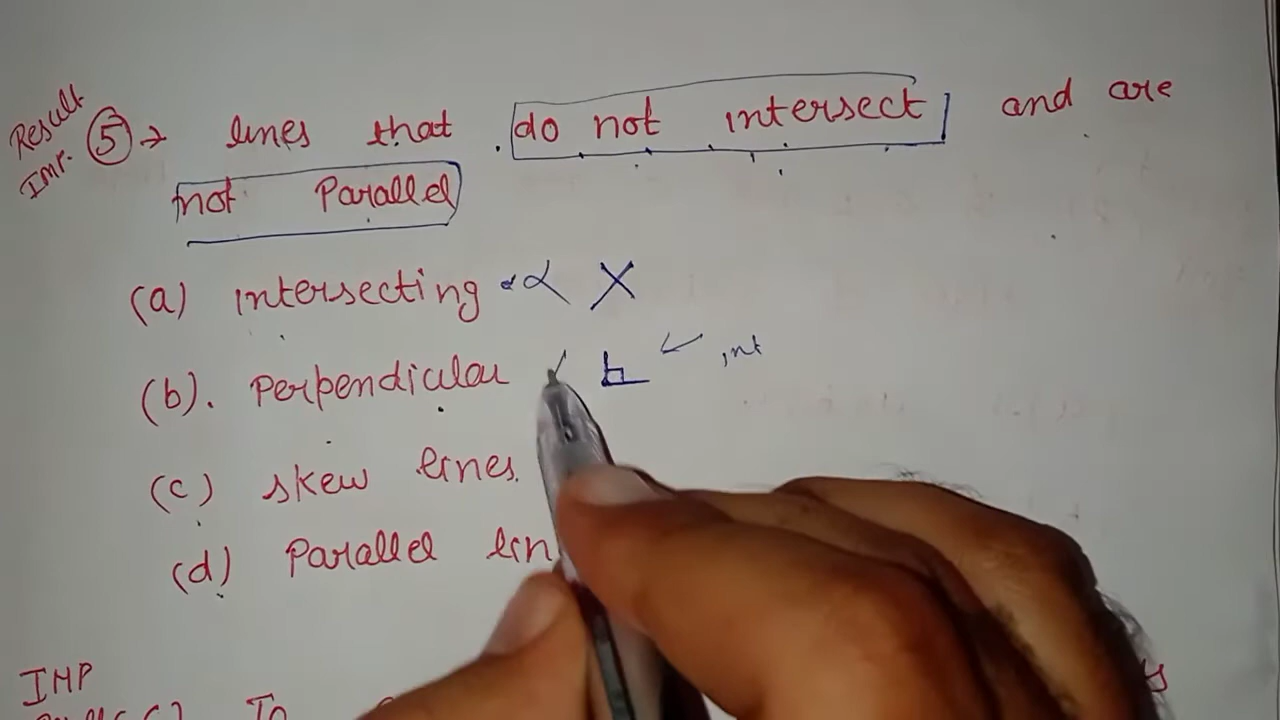 Result
Imp. ⑤ → lines that do not intersect and are
not Parallel
(a) intersecting
(b). Perpendicular int
(c) skew lines.
(d) Parallel lin
IMP
To